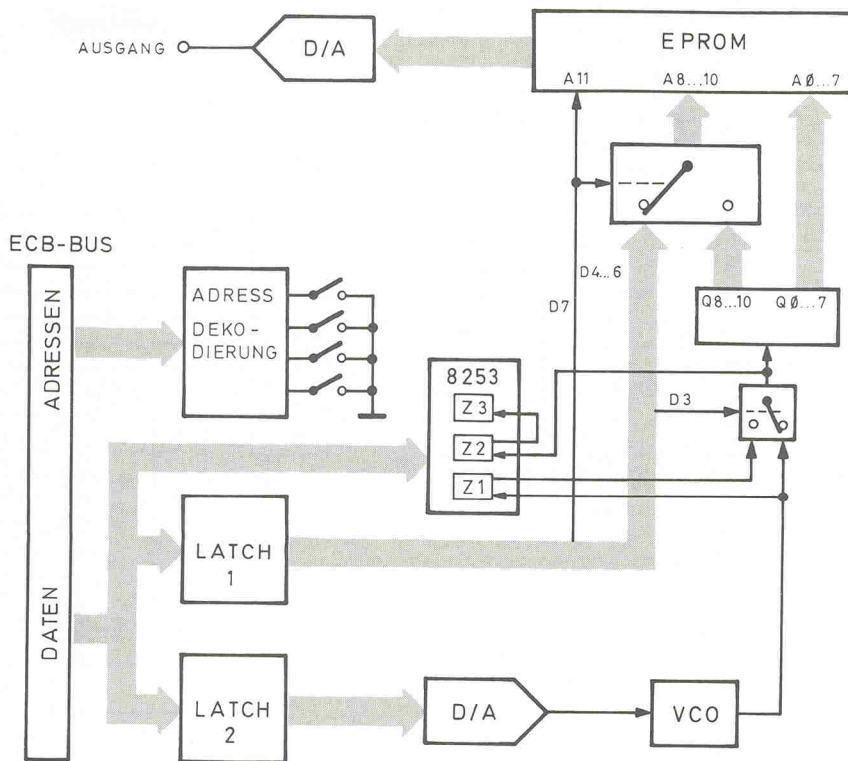 AUSGANG
D/A
EPROM
A11
A8...10
AØ...7
ECB-BUS
ADRESSEN
DATEN
ADRESS
DEKO-
DIERUNG
D4...6
D7
Q8...10
QØ...7
8253
Z3
Z2
Z1
D3
LATCH
1
LATCH
2
D/A
VCO